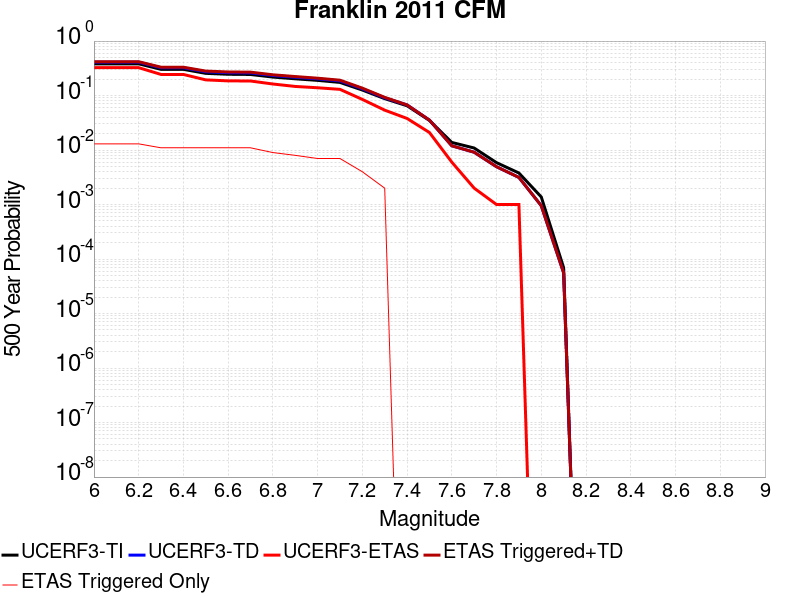 Franklin 2011 CFM
10^0
10^-1
10^-2
10^-3
10^-4
10^-5
10^-6
10^-7
10^-8
500 Year Probability
6 6.2 6.4 6.6 6.8 7 7.2 7.4 7.6 7.8 8 8.2 8.4 8.6 8.8 9
Magnitude
UCERF3-TI UCERF3-TD UCERF3-ETAS ETAS Triggered+TD
ETAS Triggered Only